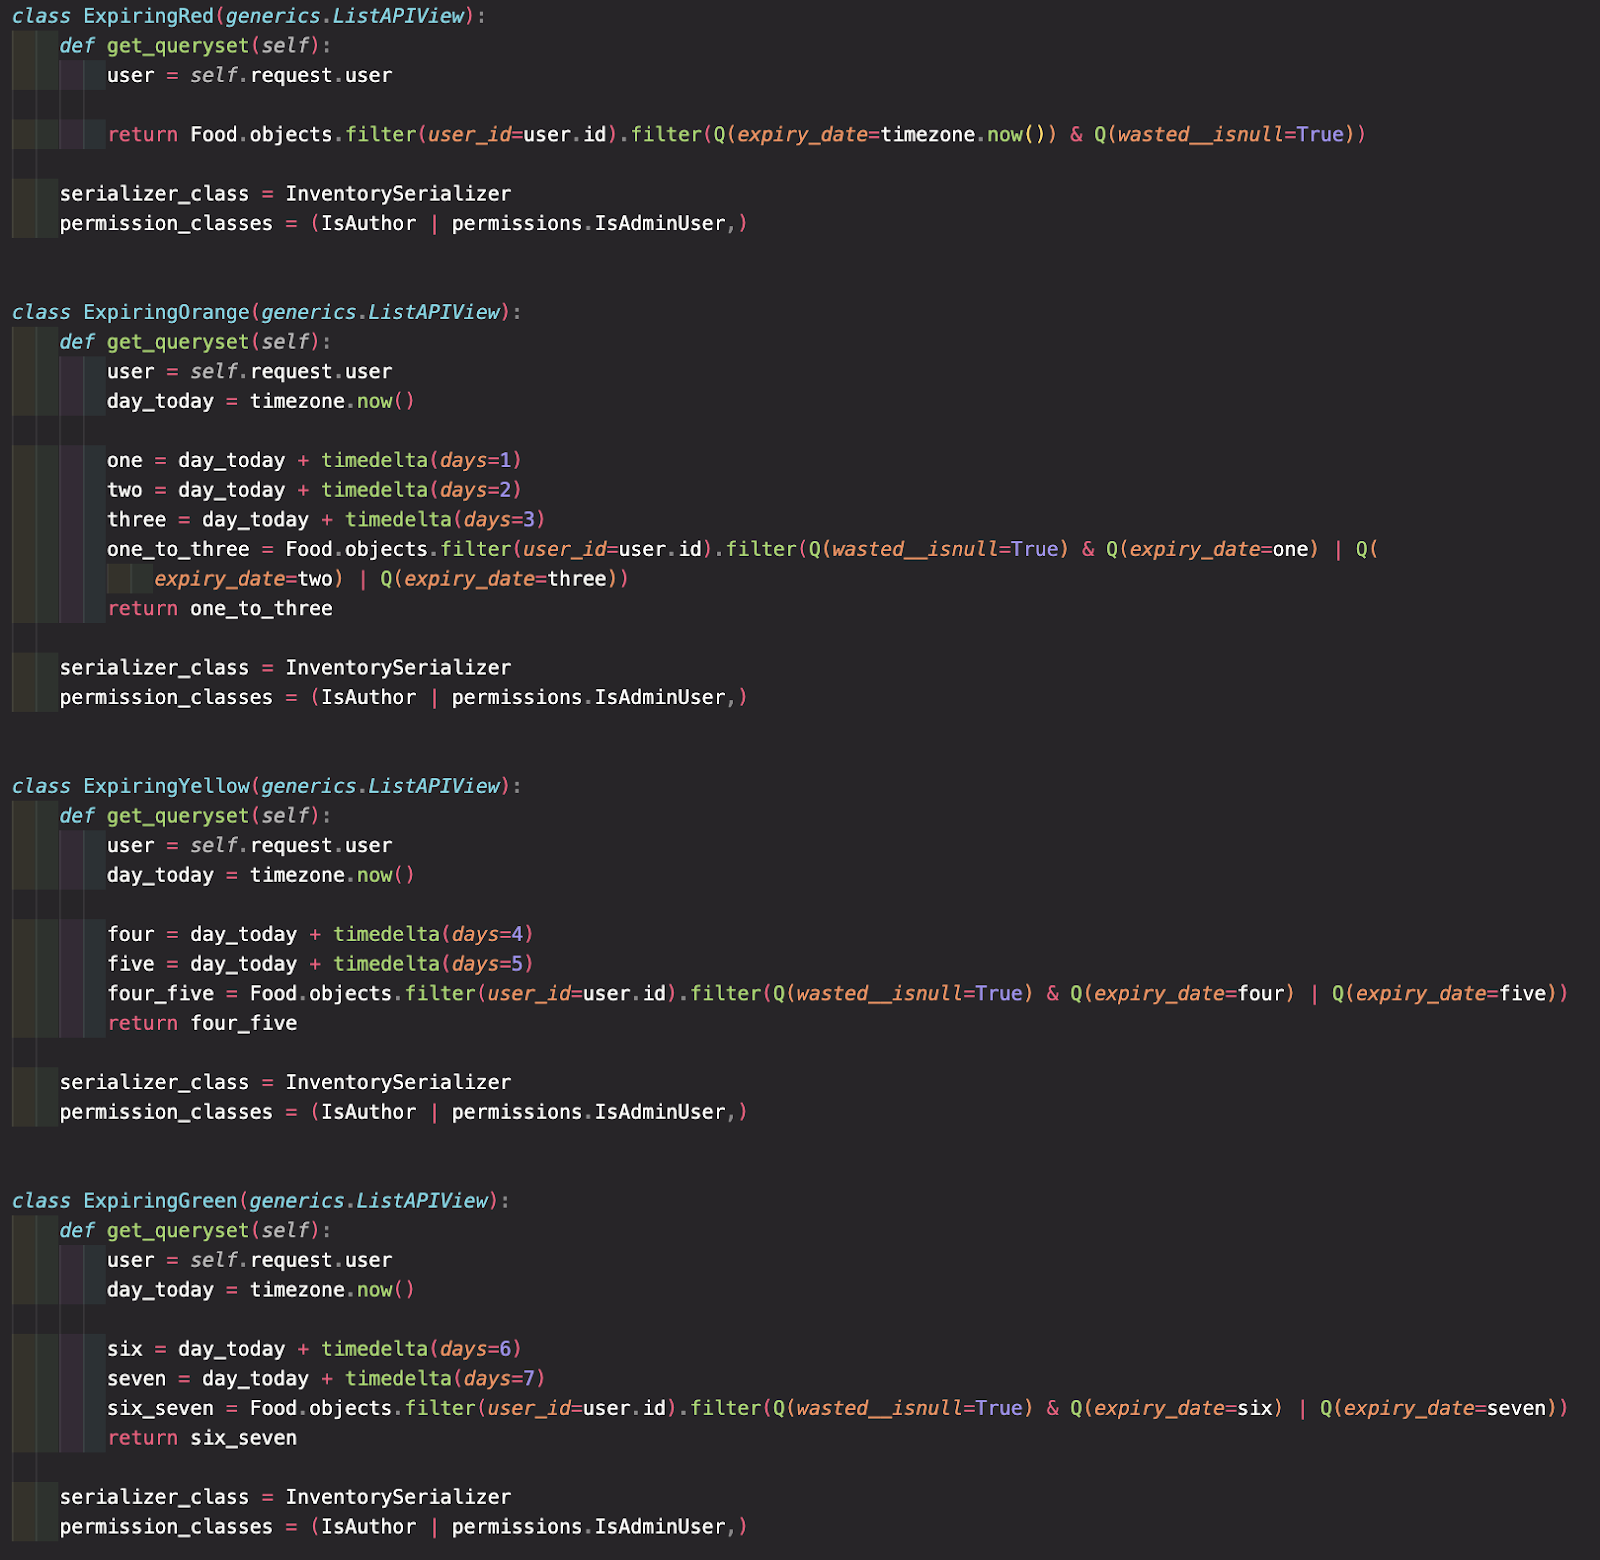 class ExpiringRed(generics.ListAPIView):
    def get_queryset(self):
        user = self.request.user

        return Food.objects.filter(user_id=user.id).filter(Q(expiry_date=timezone.now()) & Q(wasted__isnull=True))

    serializer_class = InventorySerializer
    permission_classes = (IsAuthor | permissions.IsAdminUser,)


class ExpiringOrange(generics.ListAPIView):
    def get_queryset(self):
        user = self.request.user
        day_today = timezone.now()

        one = day_today + timedelta(days=1)
        two = day_today + timedelta(days=2)
        three = day_today + timedelta(days=3)
        one_to_three = Food.objects.filter(user_id=user.id).filter(Q(wasted__isnull=True) & Q(expiry_date=one) | Q(
            expiry_date=two) | Q(expiry_date=three))
        return one_to_three

    serializer_class = InventorySerializer
    permission_classes = (IsAuthor | permissions.IsAdminUser,)


class ExpiringYellow(generics.ListAPIView):
    def get_queryset(self):
        user = self.request.user
        day_today = timezone.now()

        four = day_today + timedelta(days=4)
        five = day_today + timedelta(days=5)
        four_five = Food.objects.filter(user_id=user.id).filter(Q(wasted__isnull=True) & Q(expiry_date=four) | Q(expiry_date=five))
        return four_five

    serializer_class = InventorySerializer
    permission_classes = (IsAuthor | permissions.IsAdminUser,)


class ExpiringGreen(generics.ListAPIView):
    def get_queryset(self):
        user = self.request.user
        day_today = timezone.now()

        six = day_today + timedelta(days=6)
        seven = day_today + timedelta(days=7)
        six_seven = Food.objects.filter(user_id=user.id).filter(Q(wasted__isnull=True) & Q(expiry_date=six) | Q(expiry_date=seven))
        return six_seven

    serializer_class = InventorySerializer
    permission_classes = (IsAuthor | permissions.IsAdminUser,)